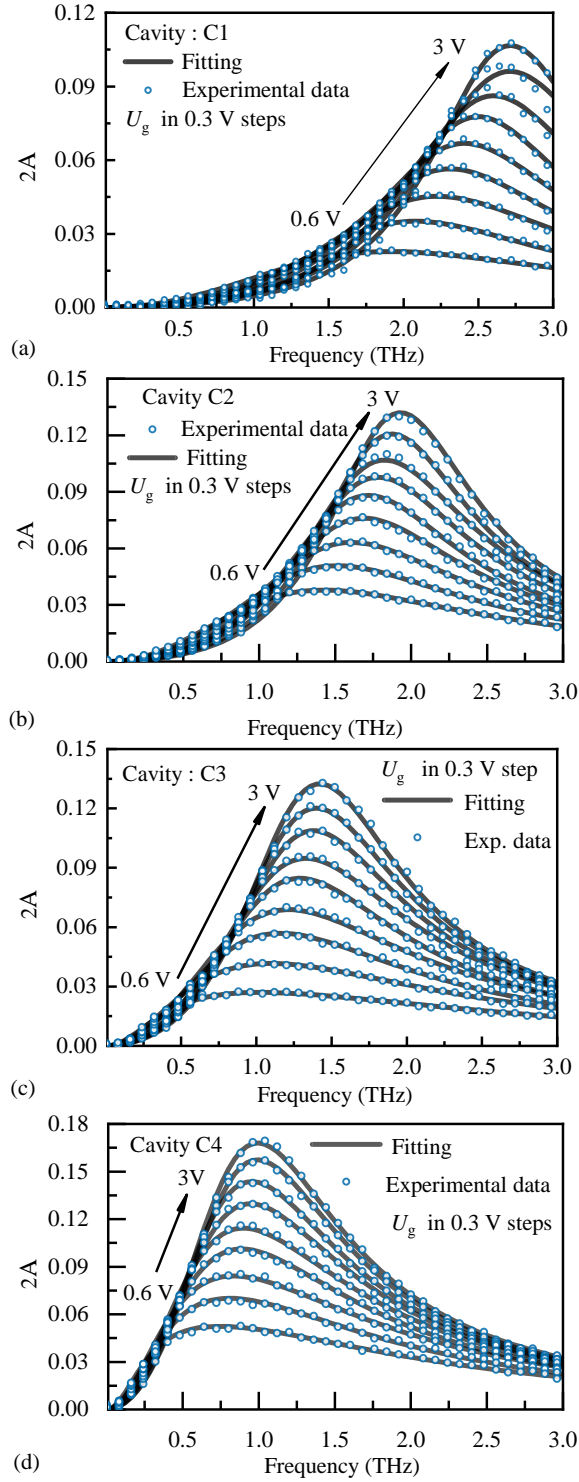 0.12
Cavity : C1
Fitting
Experimental data
U_g in 0.3 V steps
3 V
0.6 V
0.09
0.06
0.03
0.00
2A
0.5 1.0 1.5 2.0 2.5 3.0
Frequency (THz)
(a)
0.15
Cavity C2
Experimental data
Fitting
U_g in 0.3 V steps
3 V
0.6 V
0.12
0.09
0.06
0.03
0.00
2A
0.5 1.0 1.5 2.0 2.5 3.0
Frequency (THz)
(b)
0.15
Cavity : C3
U_g in 0.3 V step
Fitting
Exp. data
3 V
0.6 V
0.12
0.09
0.06
0.03
0.00
2A
0.5 1.0 1.5 2.0 2.5 3.0
Frequency (THz)
(c)
0.18
Cavity C4
Fitting
Experimental data
U_g in 0.3 V steps
3V
0.6 V
0.15
0.12
0.09
0.06
0.03
0.00
2A
0.5 1.0 1.5 2.0 2.5 3.0
Frequency (THz)
(d)